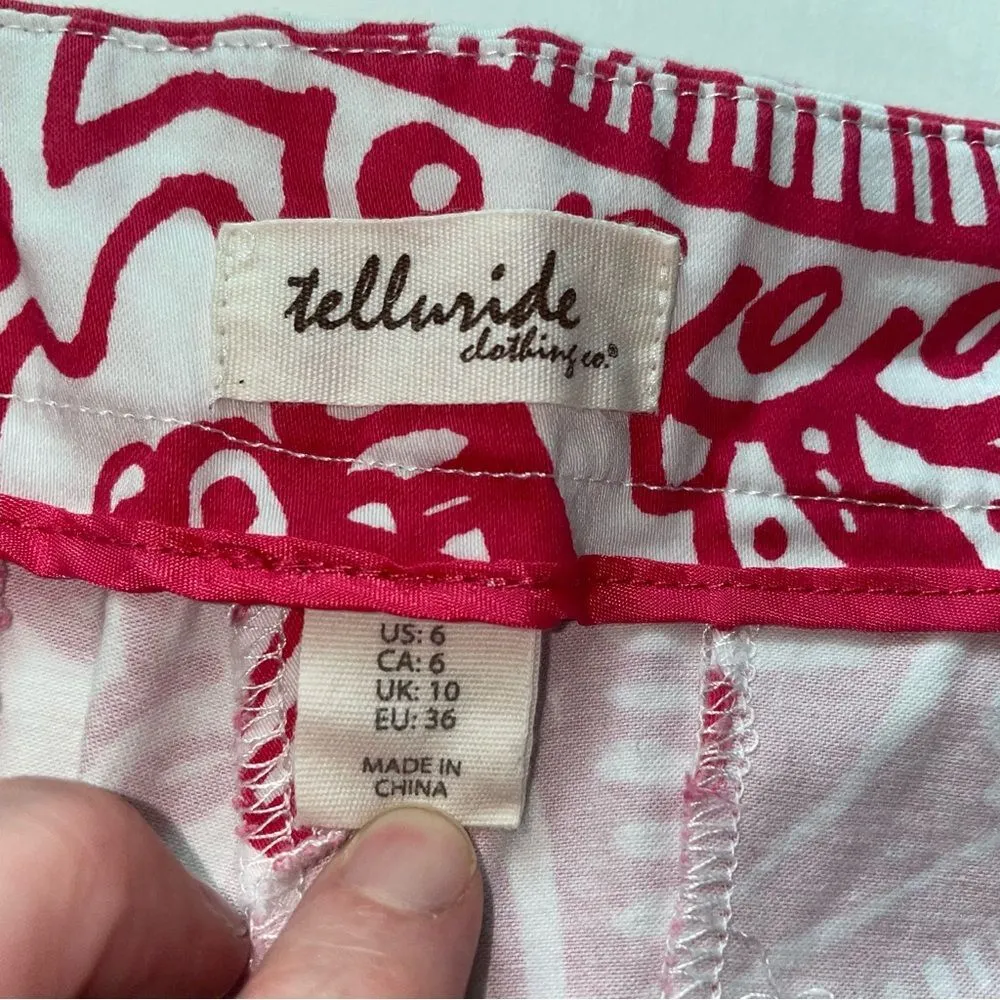 telluride
clothing co.®
US: 6
CA: 6
UK: 10
EU: 36
MADE IN
CHINA